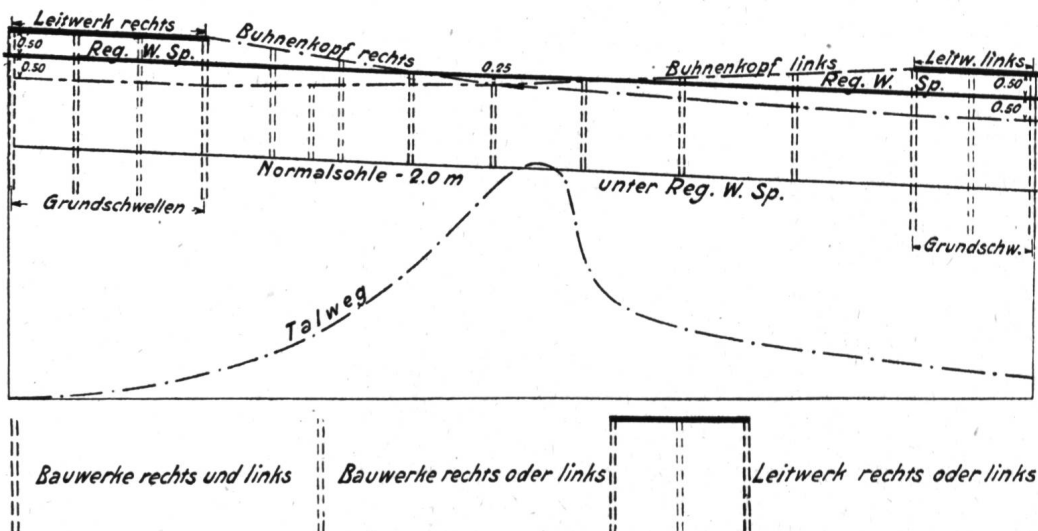 Leitwerk rechts
0.50
Reg. W. Sp.
0.50
Buhnenkopf rechts
0.25
Buhnenkopf links
Leitw. links
Reg. W. Sp.
0.50
0.50
Normalsohle - 2.0 m
unter Reg. W. Sp.
Grundschwellen
Grundschw.
Talweg
Bauwerke rechts und links
Bauwerke rechts oder links
Leitwerk rechts oder links